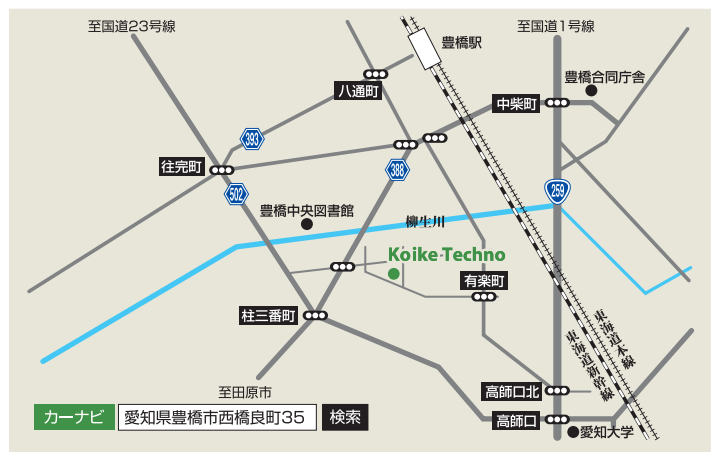 至国道23号線
至国道1号線
豊橋駅
豊橋合同庁舎
八通町
中柴町
393
往完町
388
502
259
豊橋中央図書館
柳生川
Koike-Techno
有楽町
柱三番町
東海道本線
東海道新幹線
至田原市
高師口北
カーナビ 愛知県豊橋市西橋良町35 検索
高師口
愛知大学